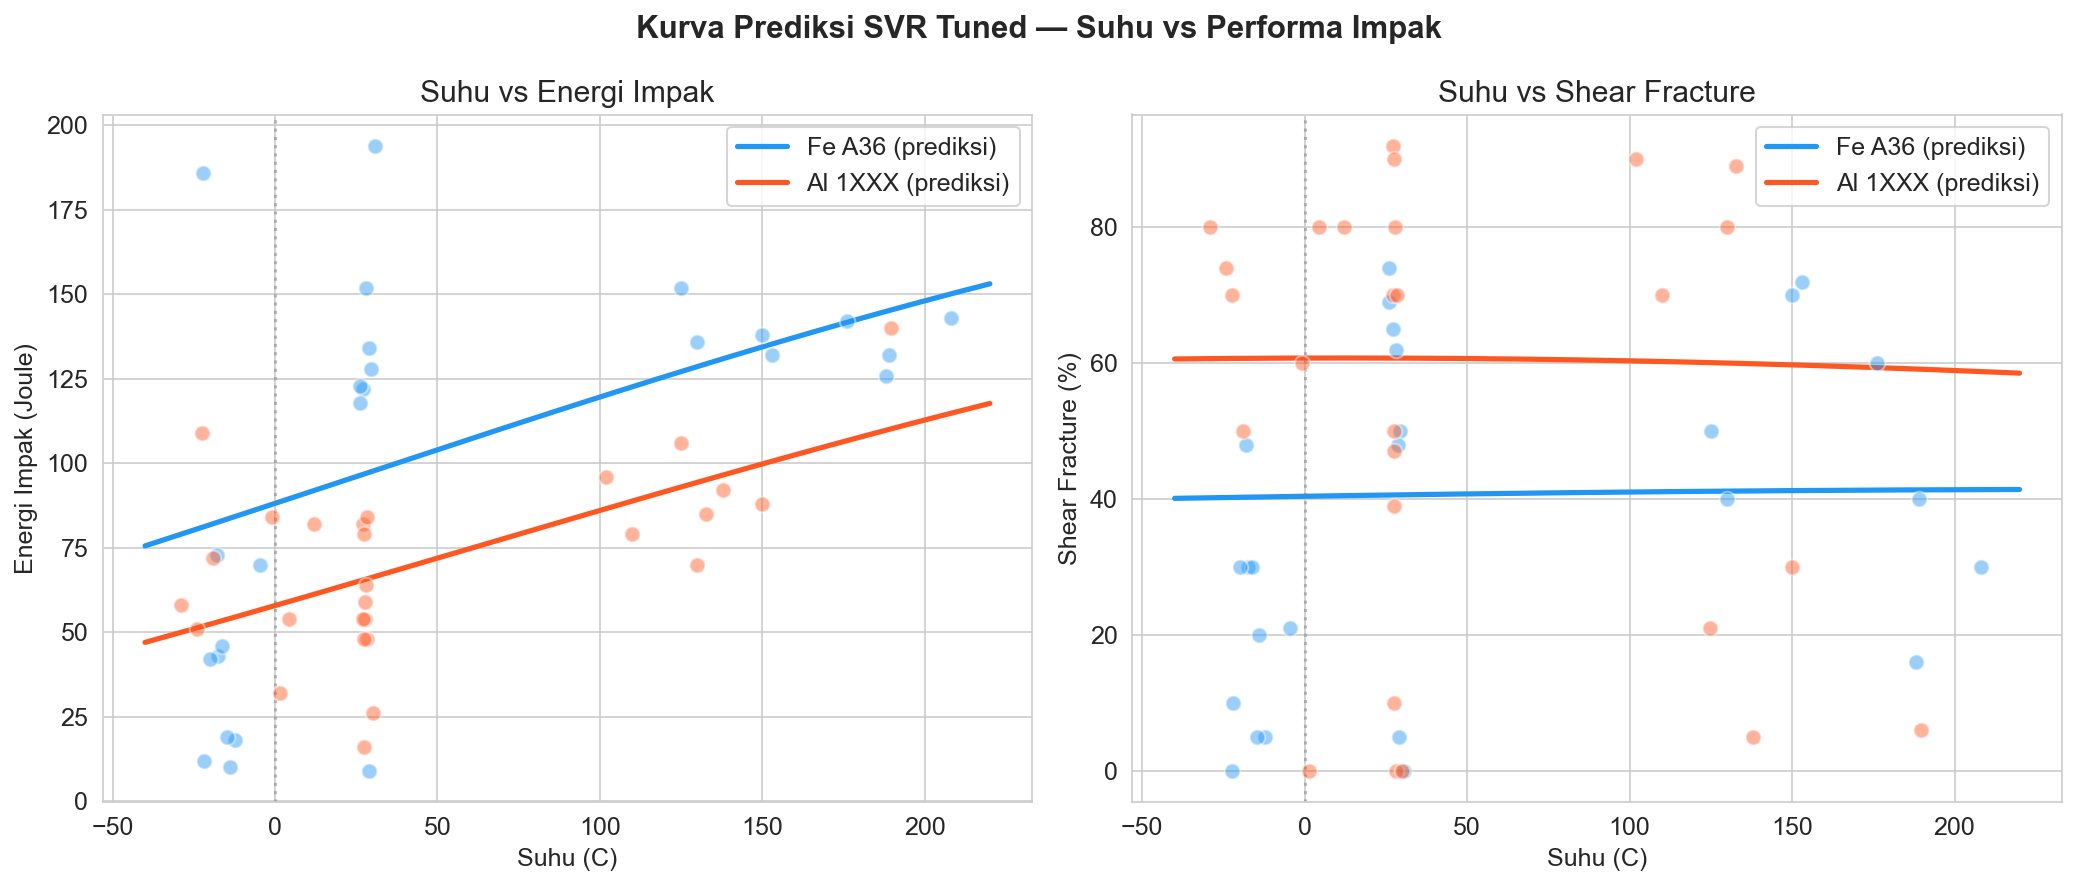 Kurva Prediksi SVR Tuned — Suhu vs Performa Impak
Suhu vs Energi Impak
Energi Impak (Joule)
200
175
150
125
100
75
50
25
0
−50
0
50
100
150
200
Suhu (C)
Fe A36 (prediksi)
Al 1XXX (prediksi)
Suhu vs Shear Fracture
Shear Fracture (%)
80
60
40
20
0
−50
0
50
100
150
200
Suhu (C)
Fe A36 (prediksi)
Al 1XXX (prediksi)